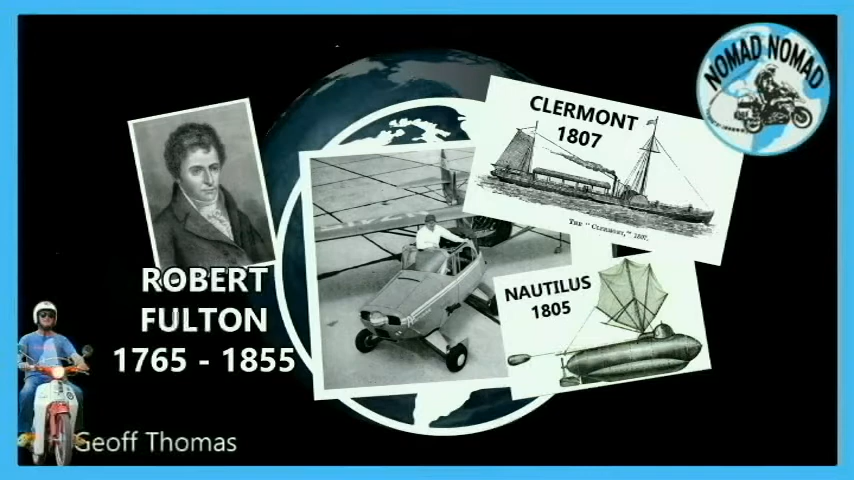 NOMAD NOMAD
CLERMONT
1807
THE "CLERMONT," 1807.
NAUTILUS
1805
ROBERT
FULTON
1765 - 1855
Geoff Thomas